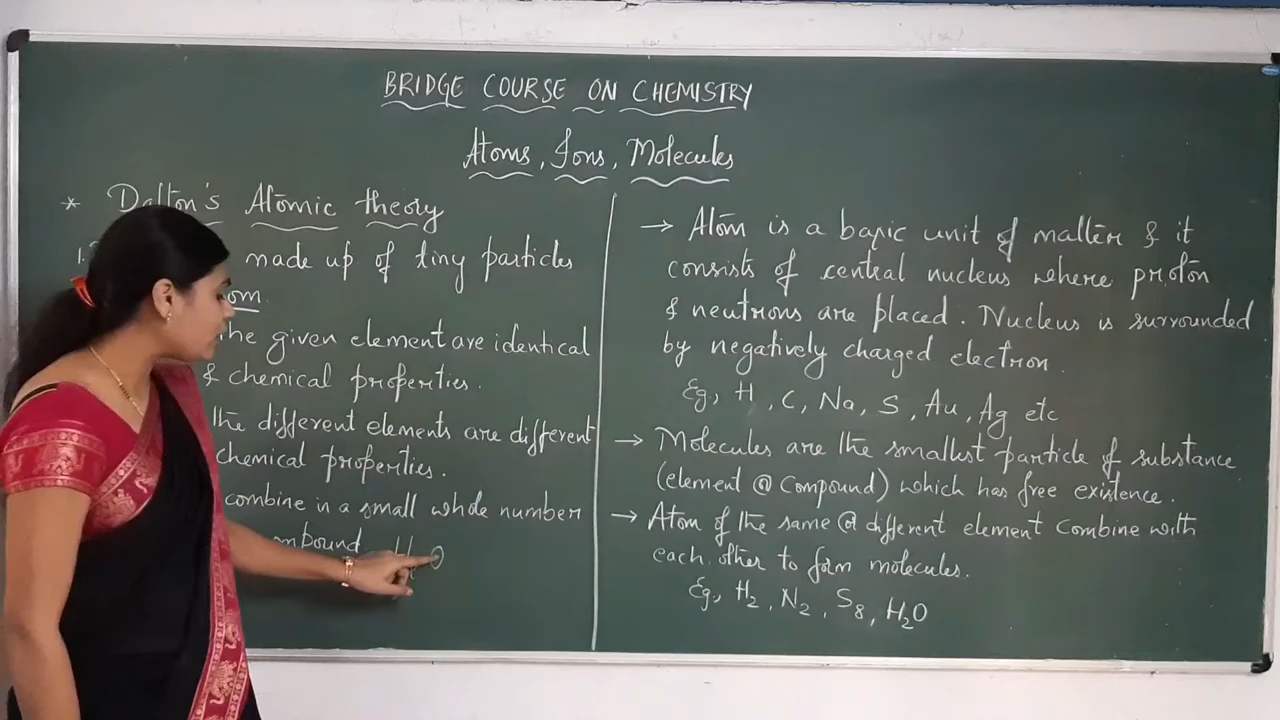 BRIDGE COURSE ON CHEMISTRY
Atoms, Ions, Molecules
* Dalton's Atomic theory
1. made up of tiny particles
om.
the given element are identical
& chemical properties.
the different elements are different
chemical properties.
combine in a small whole number
mpound H O
→ Atom is a basic unit of matter & it
consists of central nucleus where proton
& neutrons are placed. Nucleus is surrounded
by negatively charged electron.
Eg, H, C, Na, S, Au, Ag etc
→ Molecules are the smallest particle of substance
(element @ Compound) which has free existence.
→ Atom of the same @ different element combine with
each other to form molecules.
Eg, H₂, N₂, S₈, H₂O